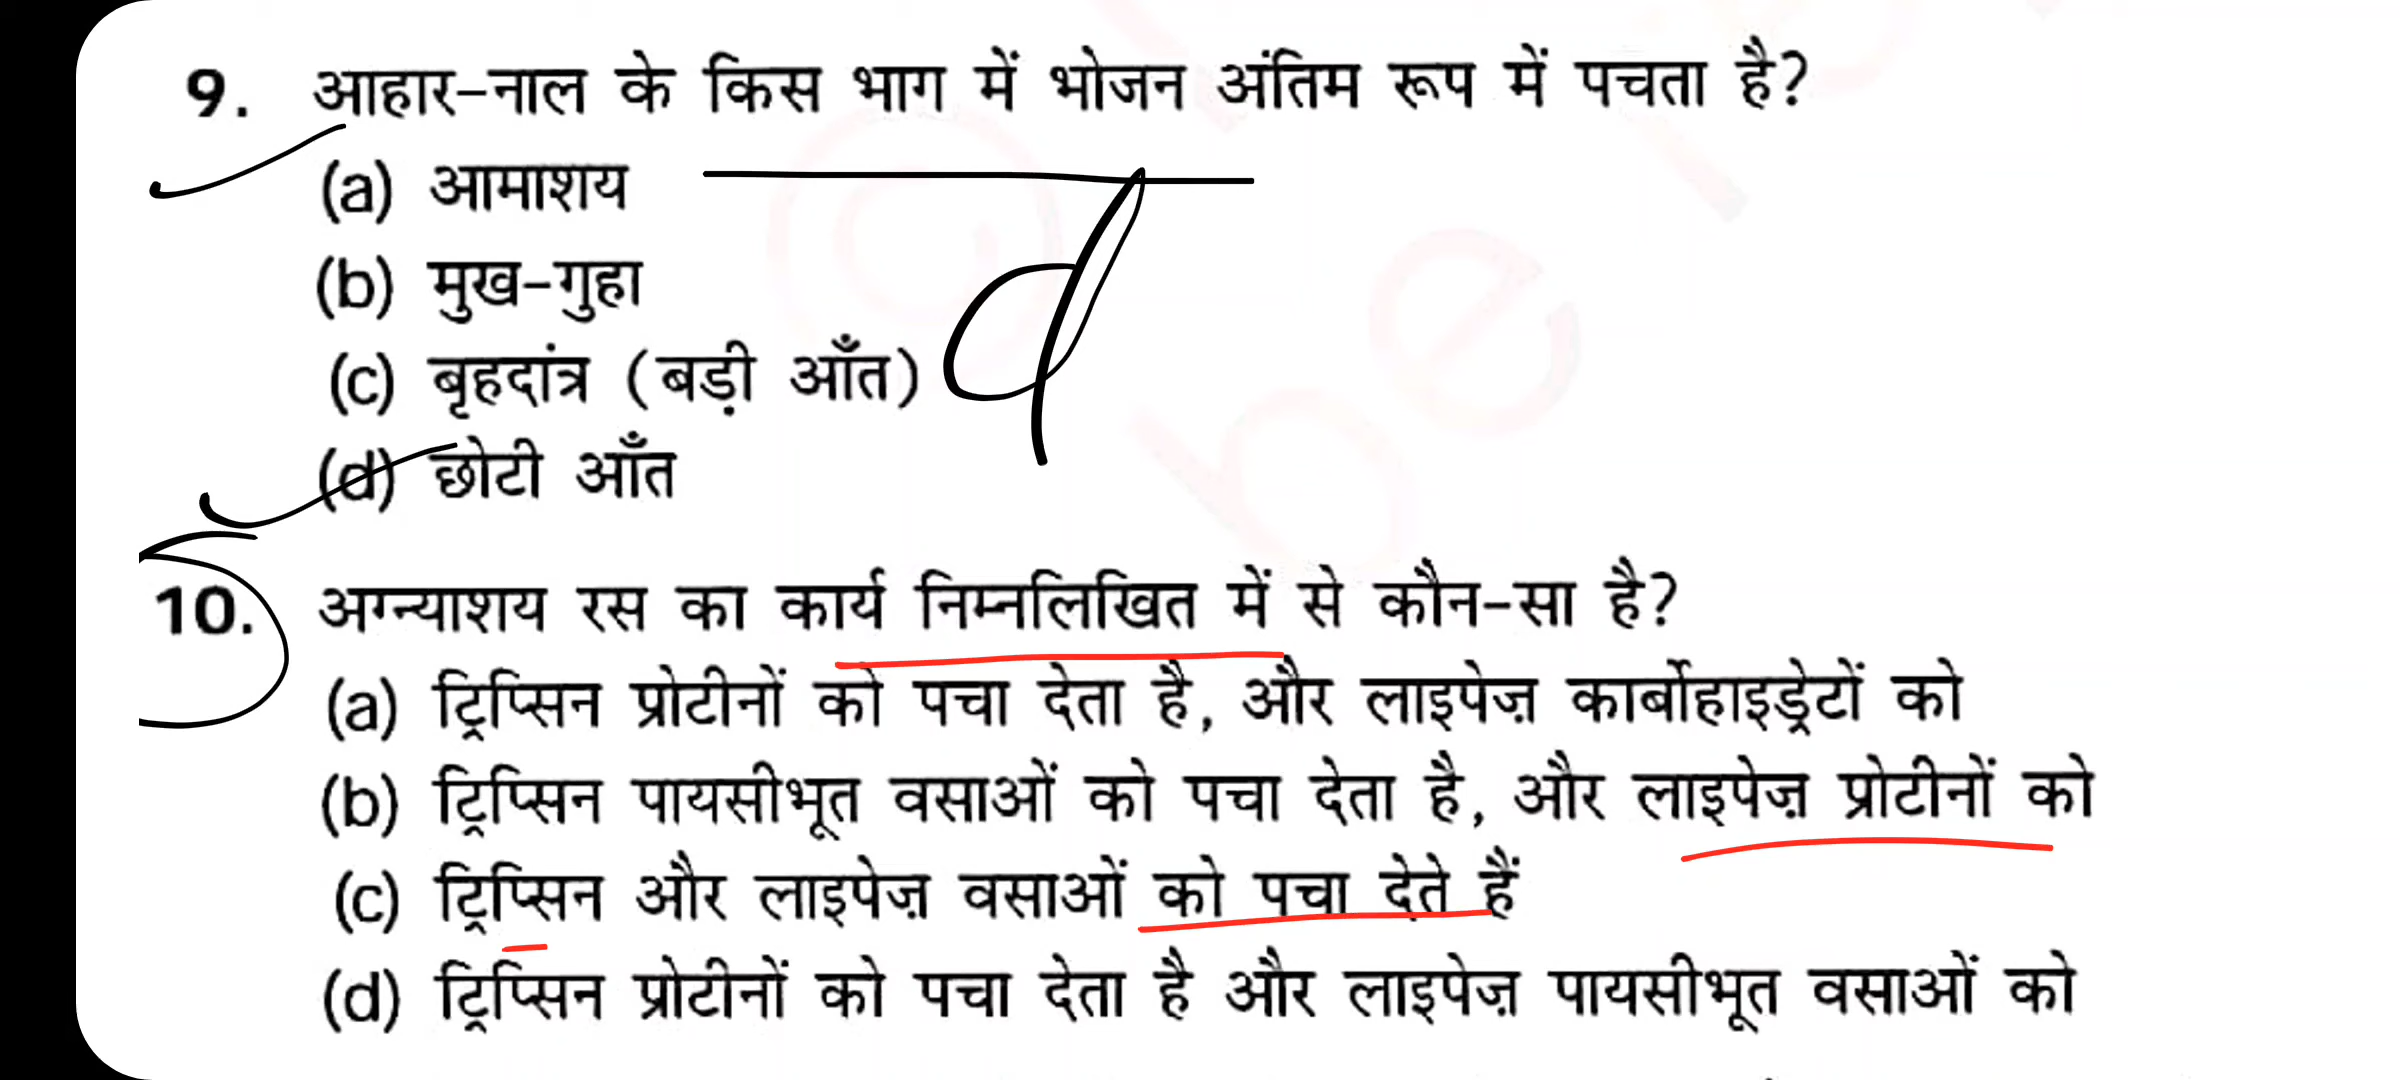 9. आहार-नाल के किस भाग में भोजन अंतिम रूप में पचता है?
(a) आमाशय
(b) मुख-गुहा
(c) बृहदांत्र (बड़ी आँत)
d
(d) छोटी आँत
10. अग्न्याशय रस का कार्य निम्नलिखित में से कौन-सा है?
(a) ट्रिप्सिन प्रोटीनों को पचा देता है, और लाइपेज़ कार्बोहाइड्रेटों को
(b) ट्रिप्सिन पायसीभूत वसाओं को पचा देता है, और लाइपेज़ प्रोटीनों को
(c) ट्रिप्सिन और लाइपेज़ वसाओं को पचा देते हैं
(d) ट्रिप्सिन प्रोटीनों को पचा देता है और लाइपेज़ पायसीभूत वसाओं को